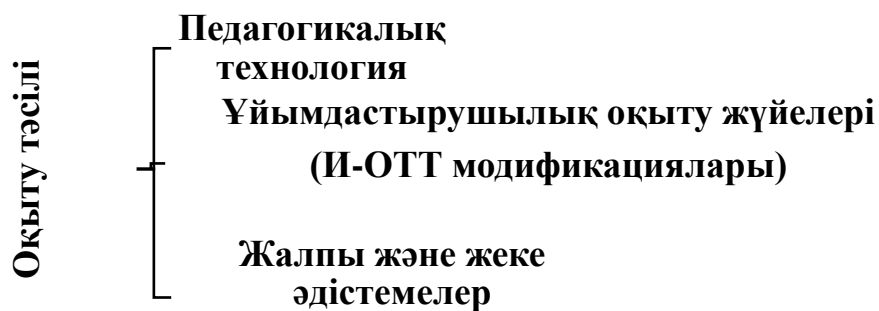 Оқыту тәсілі
Педагогикалық
технология
Ұйымдастырушылық оқыту жүйелері
(И-ОТТ модификациялары)
Жалпы және жеке
әдістемелер